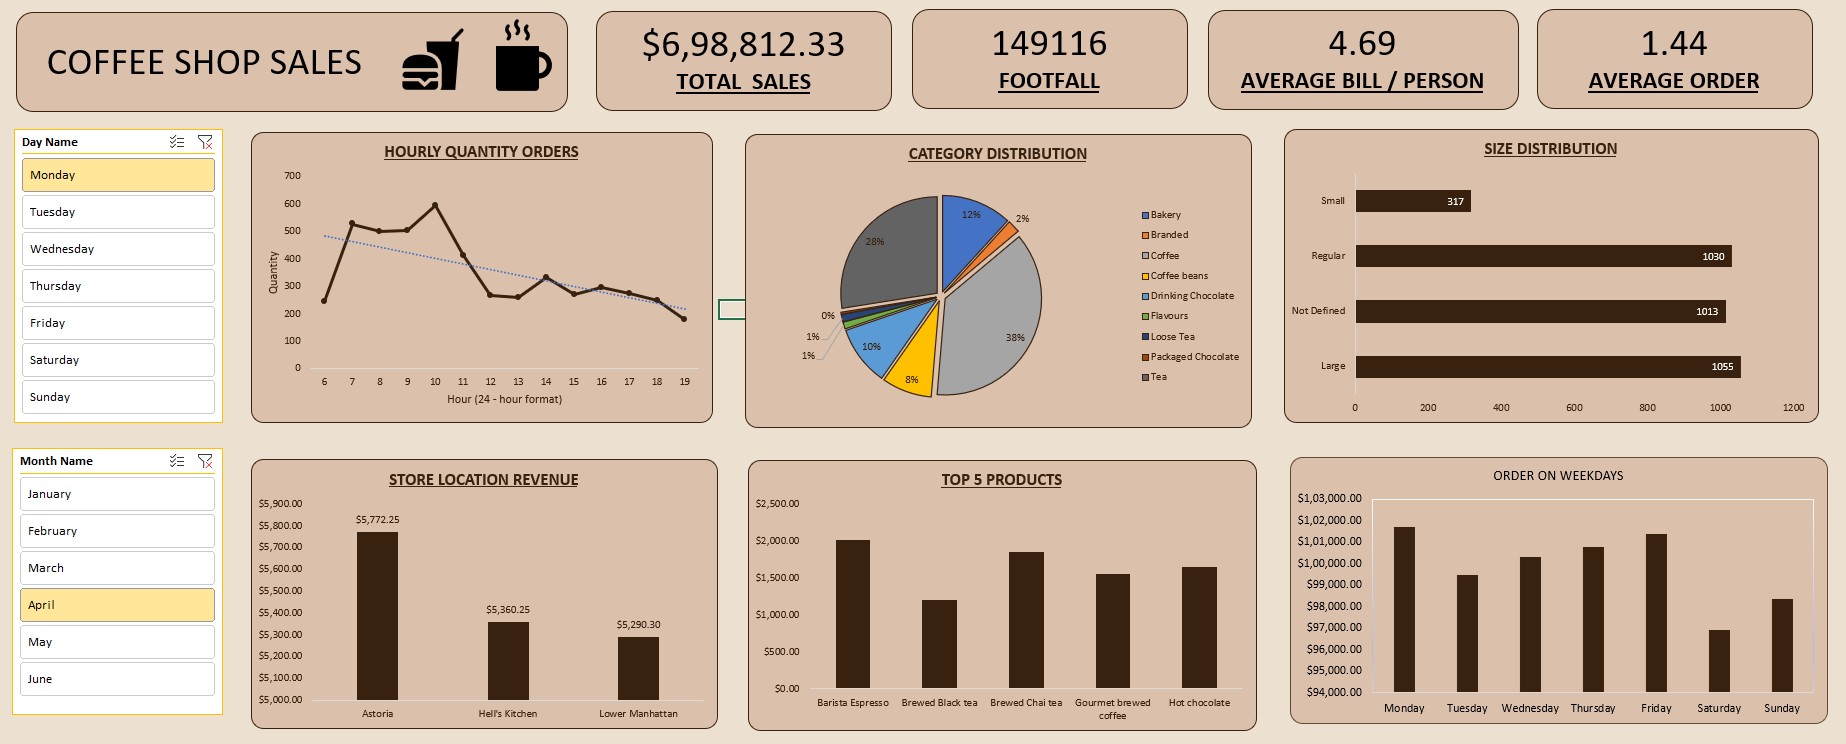 COFFEE SHOP SALES
$6,98,812.33
TOTAL SALES
149116
FOOTFALL
4.69
AVERAGE BILL / PERSON
1.44
AVERAGE ORDER
Day Name
Monday
Tuesday
Wednesday
Thursday
Friday
Saturday
Sunday
HOURLY QUANTITY ORDERS
700
600
500
400
300
200
100
0
Quantity
6 7 8 9 10 11 12 13 14 15 16 17 18 19
Hour (24 - hour format)
CATEGORY DISTRIBUTION
12%
2%
38%
8%
10%
1%
1%
0%
28%
Bakery
Branded
Coffee
Coffee beans
Drinking Chocolate
Flavours
Loose Tea
Packaged Chocolate
Tea
SIZE DISTRIBUTION
Small 317
Regular 1030
Not Defined 1013
Large 1055
0 200 400 600 800 1000 1200
Month Name
January
February
March
April
May
June
STORE LOCATION REVENUE
$5,900.00
$5,800.00
$5,700.00
$5,600.00
$5,500.00
$5,400.00
$5,300.00
$5,200.00
$5,100.00
$5,000.00
$5,772.25
$5,360.25
$5,290.30
Astoria Hell's Kitchen Lower Manhattan
TOP 5 PRODUCTS
$2,500.00
$2,000.00
$1,500.00
$1,000.00
$500.00
$0.00
Barista Espresso Brewed Black tea Brewed Chai tea Gourmet brewed coffee Hot chocolate
ORDER ON WEEKDAYS
$1,03,000.00
$1,02,000.00
$1,01,000.00
$1,00,000.00
$99,000.00
$98,000.00
$97,000.00
$96,000.00
$95,000.00
$94,000.00
Monday Tuesday Wednesday Thursday Friday Saturday Sunday